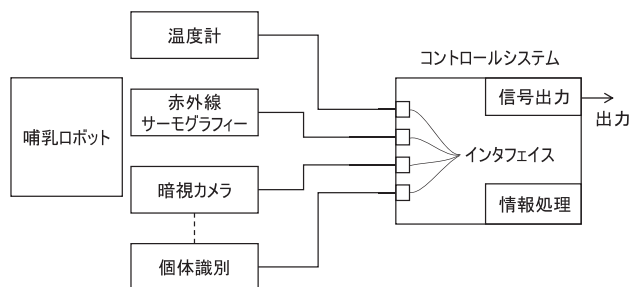 温度計
コントロールシステム
哺乳ロボット
赤外線
サーモグラフィー
信号出力
出力
インタフェイス
暗視カメラ
情報処理
個体識別